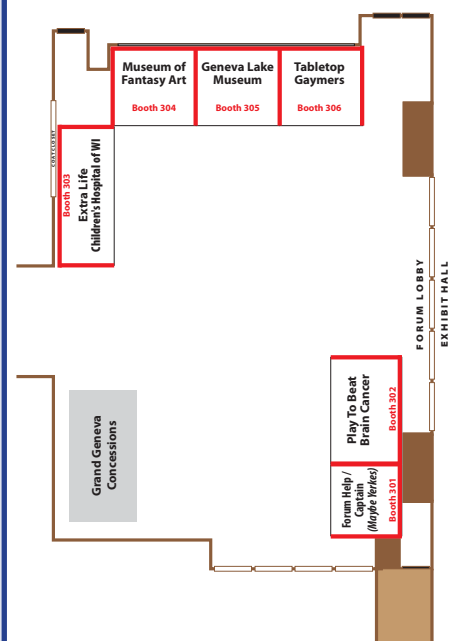 Museum of
Fantasy Art
Booth 304
Geneva Lake
Museum
Booth 305
Tabletop
Gaymers
Booth 306
COAT CLOSET
Booth 303
Extra Life
Children's Hospital of WI
FORUM LOBBY
EXHIBIT HALL
Play To Beat
Brain Cancer
Booth 302
Grand Geneva
Concessions
Forum Help /
Captain
(Maybe Yerkes)
Booth 301